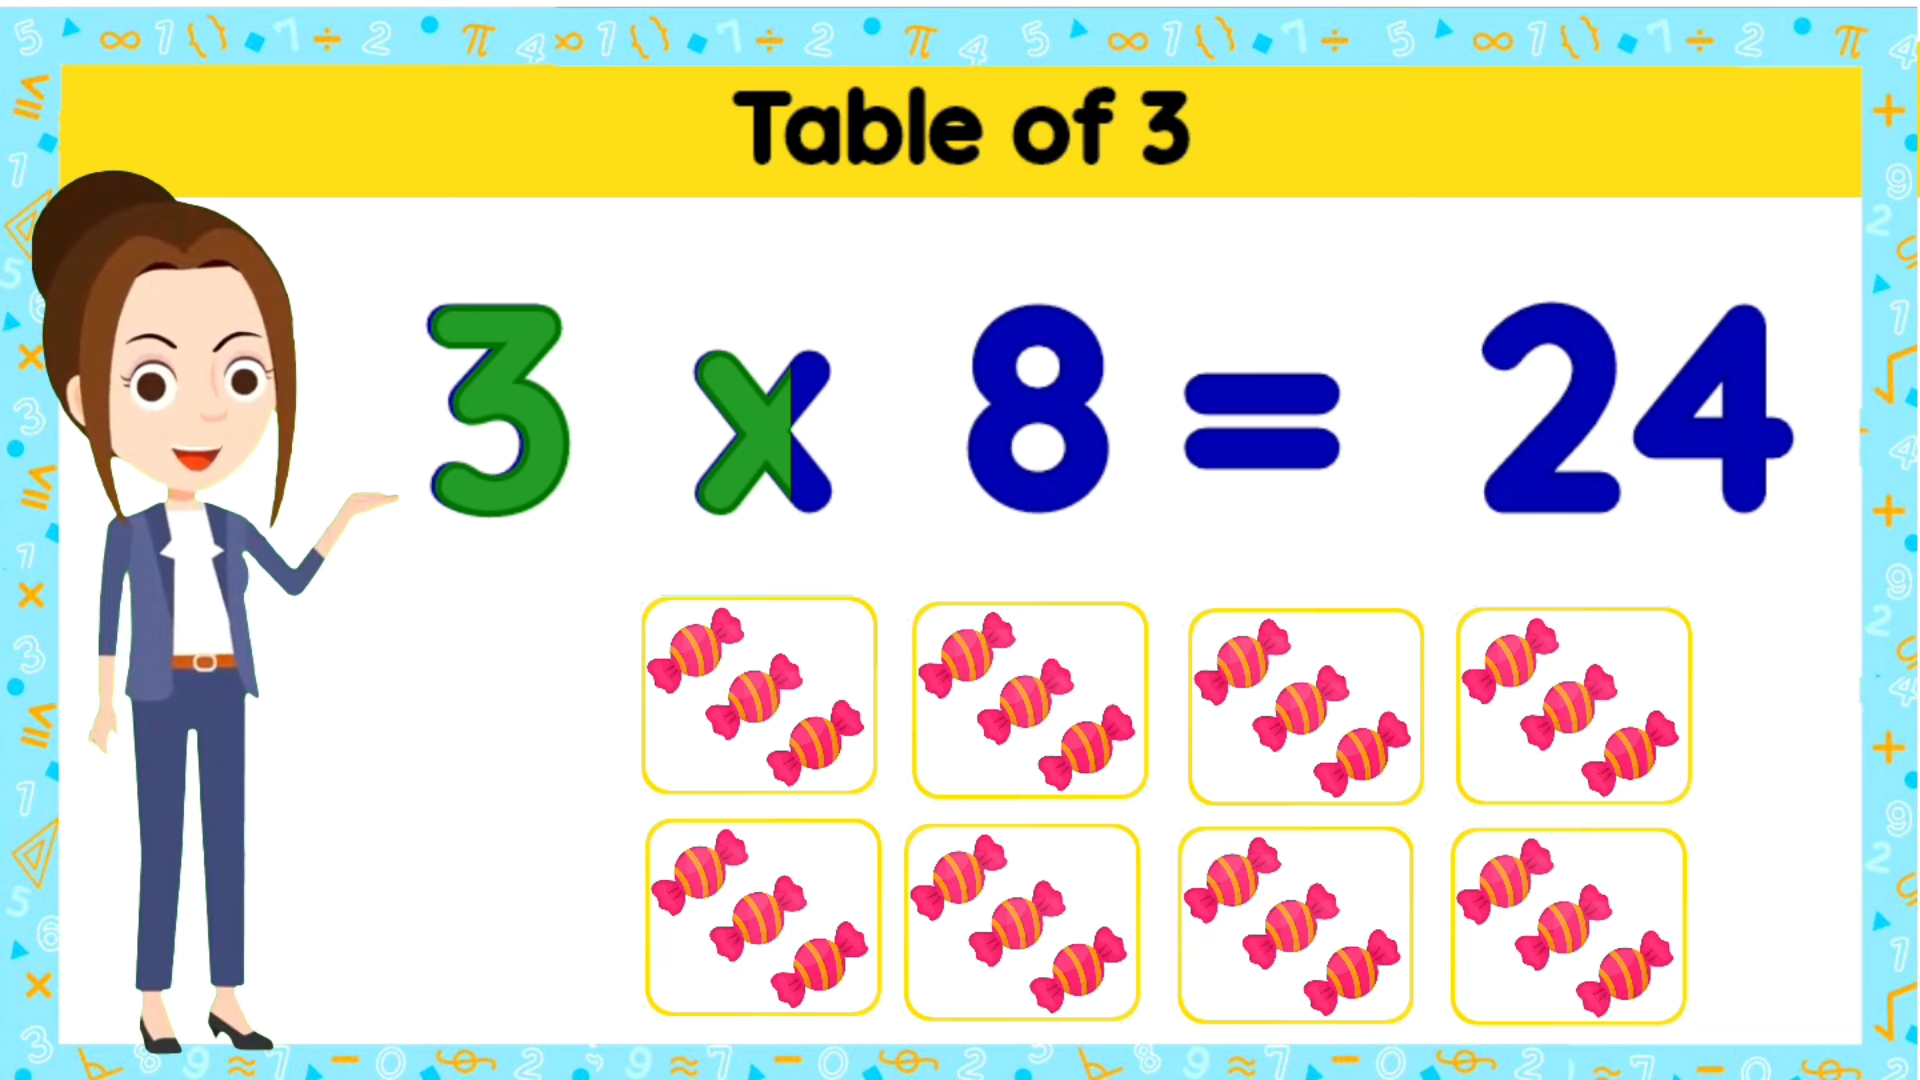 Table of 3
3 x 8 = 24